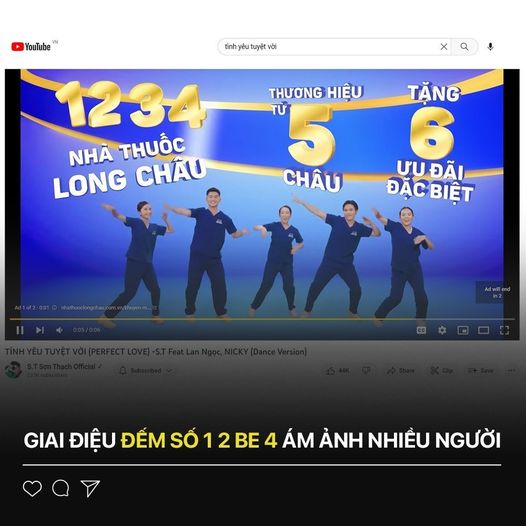 YouTube VN
tình yêu tuyệt vời
1234
NHÀ THUỐC
LONG CHÂU
THƯƠNG HIỆU
TỪ
5
CHÂU
TẶNG
6
ƯU ĐÃI
ĐẶC BIỆT
Ad will end
in 2
Ad 1 of 2 · 0:01
nhathuoclongchau.com.vn/khuyen-m...
0:05 / 0:06
TÌNH YÊU TUYỆT VỜI (PERFECT LOVE) -S.T Feat Lan Ngọc, NICKY (Dance Version)
S.T Sơn Thạch Official
Subscribed
44K
Share
Clip
Save
GIAI ĐIỆU ĐẾM SỐ 1 2 BE 4 ÁM ẢNH NHIỀU NGƯỜI